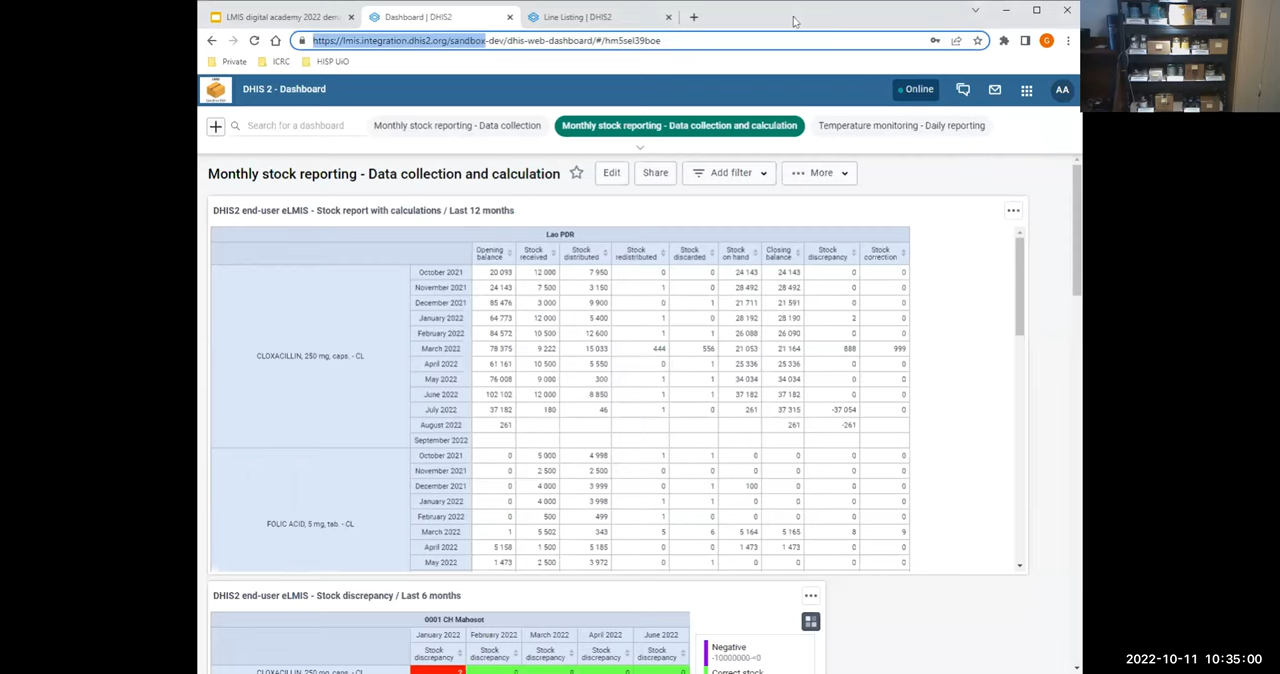 LMIS digital academy 2022 dem
Dashboard | DHIS2
Line Listing | DHIS2
https://lmis.integration.dhis2.org/sandbox-dev/dhis-web-dashboard/#/hm5sel39boe
Private ICRC HISP UiO
DHIS 2 - Dashboard
Online
AA
Search for a dashboard
Monthly stock reporting - Data collection
Monthly stock reporting - Data collection and calculation
Temperature monitoring - Daily reporting
Monthly stock reporting - Data collection and calculation
Edit
Share
Add filter
More
DHIS2 end-user eLMIS - Stock report with calculations / Last 12 months
Lao PDR
Opening balance Stock received Stock distributed Stock redistributed Stock discarded Stock on hand Closing balance Stock discrepancy Stock correction
CLOXACILLIN, 250 mg, caps. - CL
October 2021 20 093 12 000 7 950 0 0 24 143 24 143 0 0
November 2021 24 143 7 500 3 150 1 0 28 492 28 492 0 0
December 2021 85 476 3 000 9 900 0 1 21 711 21 591 0 0
January 2022 64 773 12 000 5 400 1 0 28 192 28 190 2 0
February 2022 84 572 10 500 12 600 1 1 26 088 26 090 0 0
March 2022 78 375 9 222 15 033 444 556 21 053 21 164 888 999
April 2022 61 161 10 500 5 550 0 1 25 336 25 336 0 0
May 2022 76 008 9 000 300 1 1 34 034 34 034 0 0
June 2022 102 102 12 000 8 850 1 1 37 182 37 182 0 0
July 2022 37 182 180 46 1 0 261 37 315 -37 054 0
August 2022 261 261 -261
September 2022
FOLIC ACID, 5 mg, tab. - CL
October 2021 0 5 000 4 998 1 1 0 0 0 0
November 2021 0 2 500 2 500 0 0 0 0 0 0
December 2021 0 4 000 3 999 0 1 100 0 0 0
January 2022 0 4 000 3 998 1 1 0 0 0 0
February 2022 0 500 499 1 0 0 0 0 0
March 2022 1 5 502 343 5 6 5 164 5 165 8 9
April 2022 5 158 1 500 5 185 0 0 1 473 1 473 0 0
May 2022 1 473 2 500 3 972 0 1 0 0 0 0
DHIS2 end-user eLMIS - Stock discrepancy / Last 6 months
0001 CH Mahosot
January 2022 February 2022 March 2022 April 2022 June 2022
Stock discrepancy Stock discrepancy Stock discrepancy Stock discrepancy Stock discrepancy
CLOXACILLIN, 250 mg, caps. - CL 2
Negative
-10000000-<0
Correct stock
2022-10-11 10:35:00